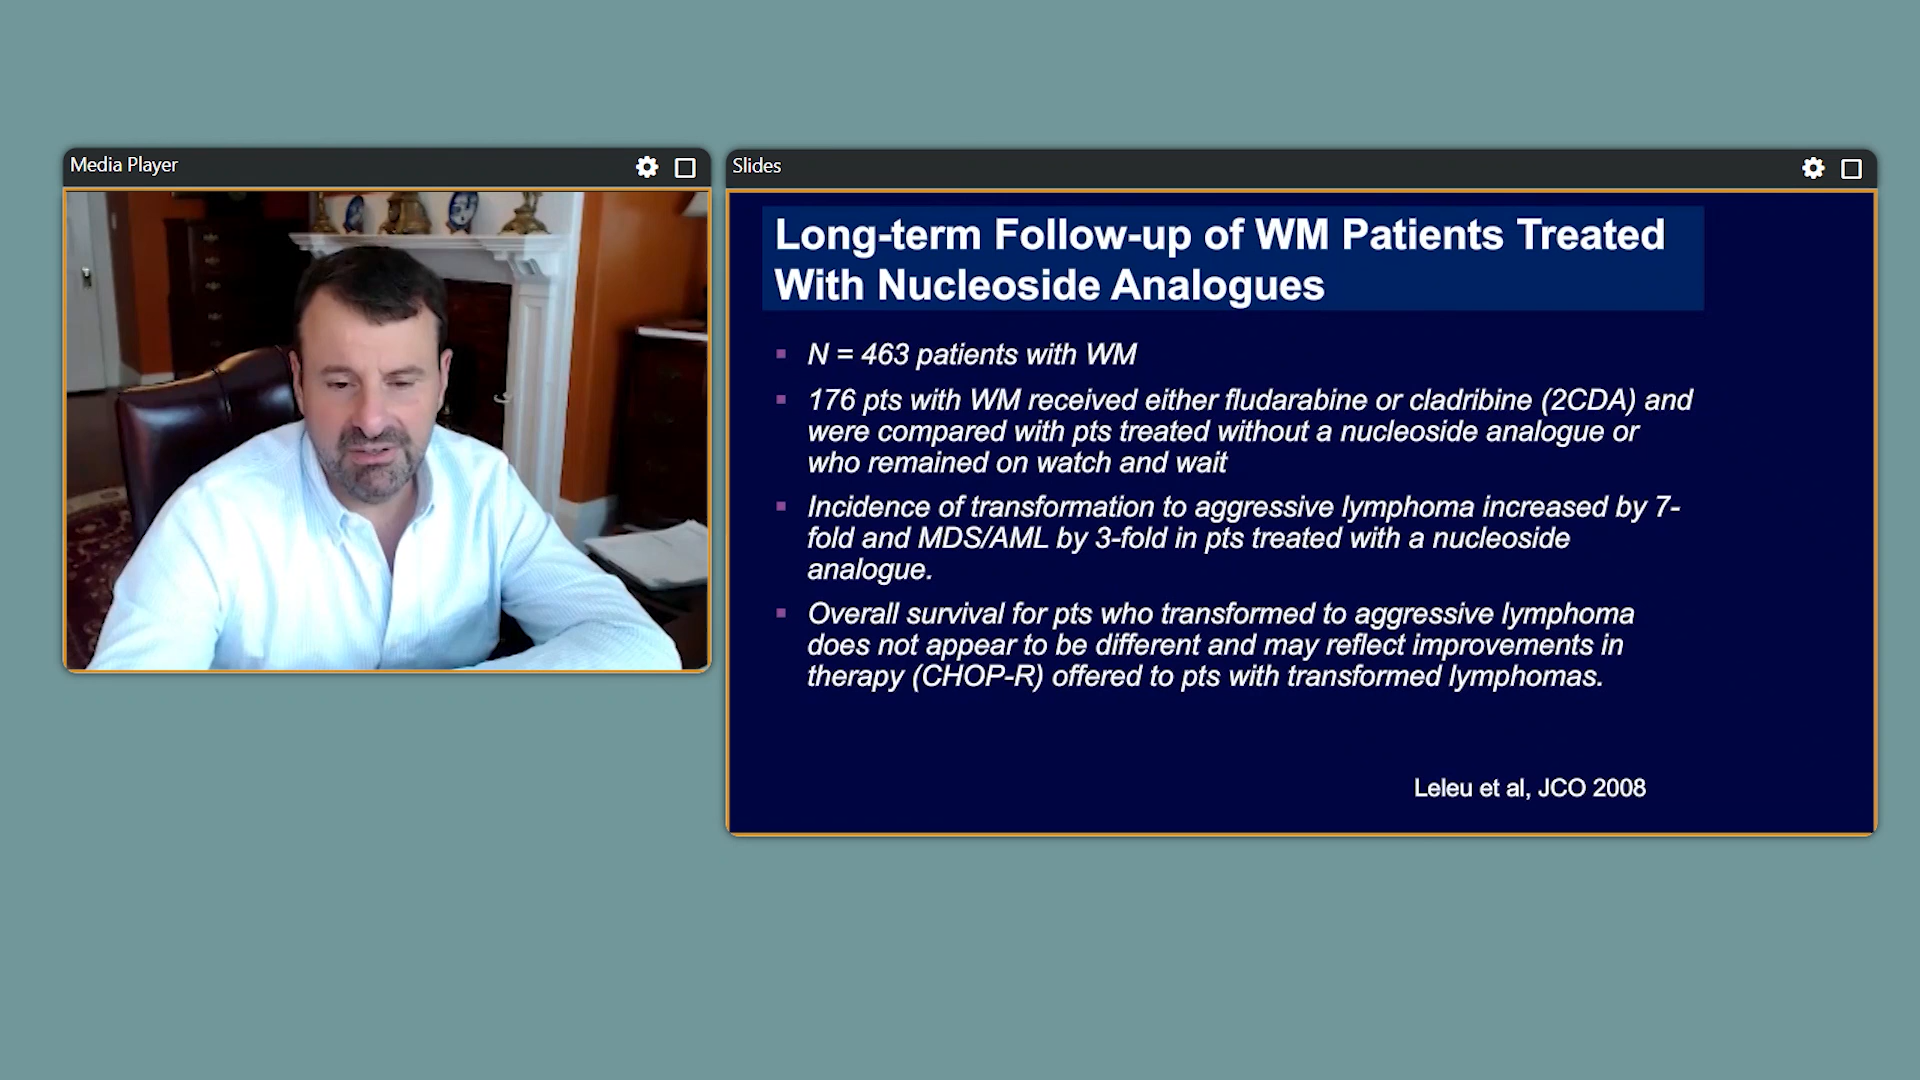 Media Player
Slides
Long-term Follow-up of WM Patients Treated
With Nucleoside Analogues
N = 463 patients with WM
176 pts with WM received either fludarabine or cladribine (2CDA) and
were compared with pts treated without a nucleoside analogue or
who remained on watch and wait
Incidence of transformation to aggressive lymphoma increased by 7-
fold and MDS/AML by 3-fold in pts treated with a nucleoside
analogue.
Overall survival for pts who transformed to aggressive lymphoma
does not appear to be different and may reflect improvements in
therapy (CHOP-R) offered to pts with transformed lymphomas.
Leleu et al, JCO 2008